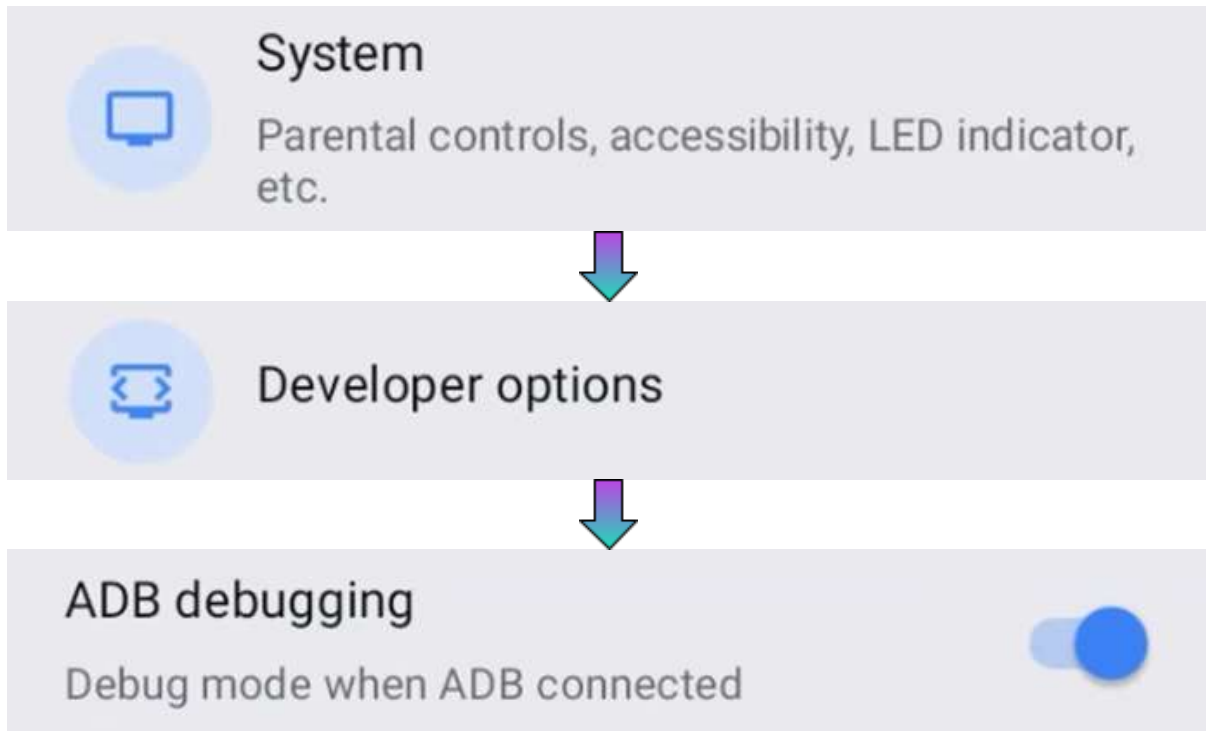 System
Parental controls, accessibility, LED indicator,
etc.
Developer options
ADB debugging
Debug mode when ADB connected